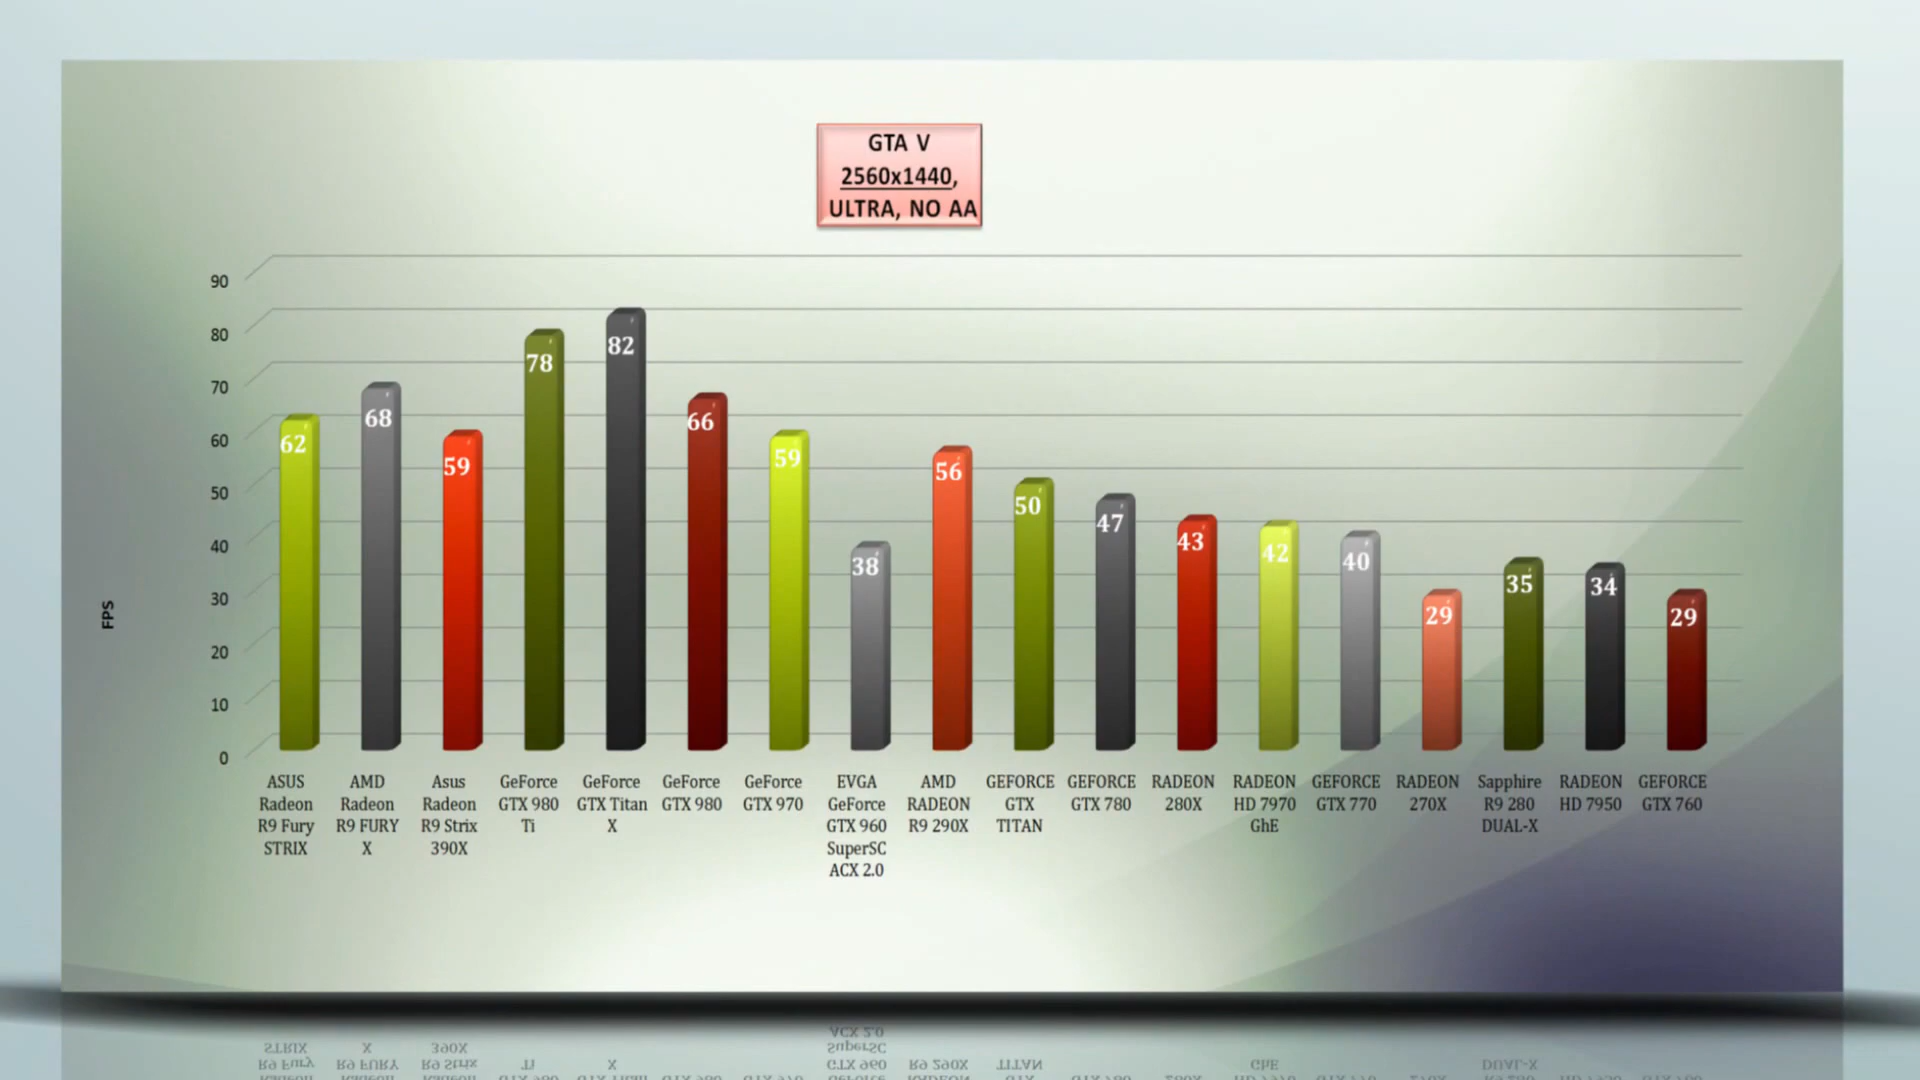 GTA V
2560x1440,
ULTRA, NO AA
FPS
90
80
70
60
50
40
30
20
10
0
62
68
59
78
82
66
59
38
56
50
47
43
42
40
29
35
34
29
ASUS
Radeon
R9 Fury
STRIX
AMD
Radeon
R9 FURY
X
Asus
Radeon
R9 Strix
390X
GeForce
GTX 980
Ti
GeForce
GTX Titan
X
GeForce
GTX 980
GeForce
GTX 970
EVGA
GeForce
GTX 960
SuperSC
ACX 2.0
AMD
RADEON
R9 290X
GEFORCE
GTX
TITAN
GEFORCE
GTX 780
RADEON
280X
RADEON
HD 7970
GhE
GEFORCE
GTX 770
RADEON
270X
Sapphire
R9 280
DUAL-X
RADEON
HD 7950
GEFORCE
GTX 760